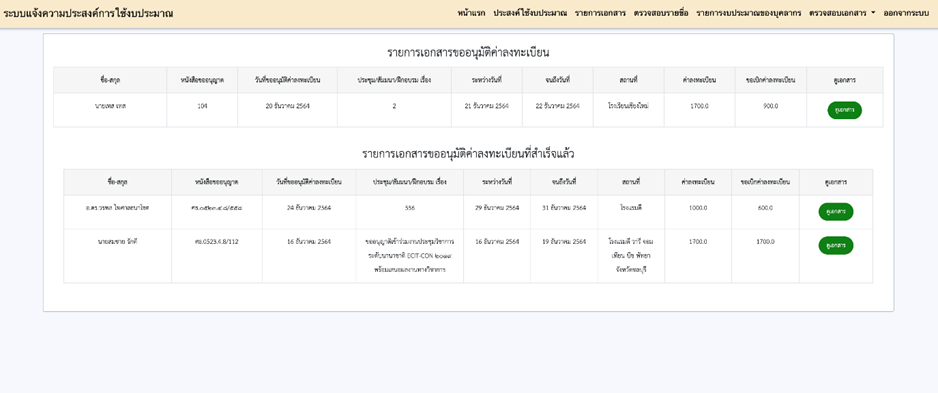 ระบบแจ้งความประสงค์การใช้งบประมาณ
หน้าแรก ประสงค์ใช้งบประมาณ รายการเอกสาร ตรวจสอบรายชื่อ รายการงบประมาณของบุคลากร ตรวจสอบเอกสาร ออกจากระบบ
รายการเอกสารขออนุมัติค่าลงทะเบียน
ชื่อ-สกุล หนังสือขออนุญาต วันที่ขออนุมัติค่าลงทะเบียน ประชุม/สัมมนา/ฝึกอบรม เรื่อง ระหว่างวันที่ จนถึงวันที่ สถานที่ ค่าลงทะเบียน ขอเบิกค่าลงทะเบียน ดูเอกสาร
นายเทส เทส 104 20 ธันวาคม 2564 2 21 ธันวาคม 2564 22 ธันวาคม 2564 โรงเรียนเชียงใหม่ 1700.0 900.0 ดูเอกสาร
รายการเอกสารขออนุมัติค่าลงทะเบียนที่สำเร็จแล้ว
ชื่อ-สกุล หนังสือขออนุญาต วันที่ขออนุมัติค่าลงทะเบียน ประชุม/สัมมนา/ฝึกอบรม เรื่อง ระหว่างวันที่ จนถึงวันที่ สถานที่ ค่าลงทะเบียน ขอเบิกค่าลงทะเบียน ดูเอกสาร
24 ธันวาคม 2564 556 29 ธันวาคม 2564 31 ธันวาคม 2564 โรงแรมดี 1000.0 600.0 ดูเอกสาร
นายสมชาย รักดี ศธ.0523.4.8/112 16 ธันวาคม 2564 ขออนุญาติเข้าร่วมงานประชุมวิชาการ 16 ธันวาคม 2564 19 ธันวาคม 2564 โรงแรมดี วารี จอม 1700.0 1700.0 ดูเอกสาร
ระดับนานาชาติ ECIT-CON เทียน บีช พัทยา
พร้อมเสนอผลงานทางวิชาการ จังหวัดชลบุรี